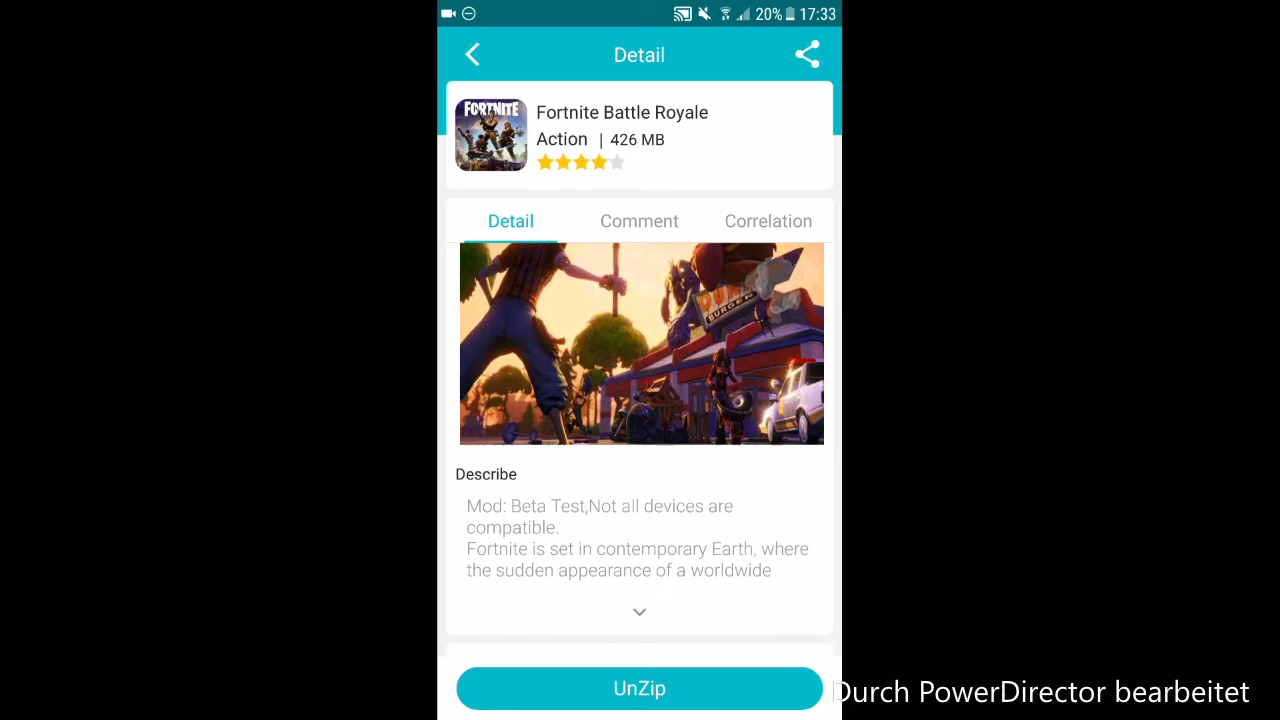 20% 17:33
Detail
FORTNITE
Fortnite Battle Royale
Action | 426 MB
Detail Comment Correlation
BURGER
Describe
Mod: Beta Test,Not all devices are
compatible.
Fortnite is set in contemporary Earth, where
the sudden appearance of a worldwide
UnZip
Durch PowerDirector bearbeitet